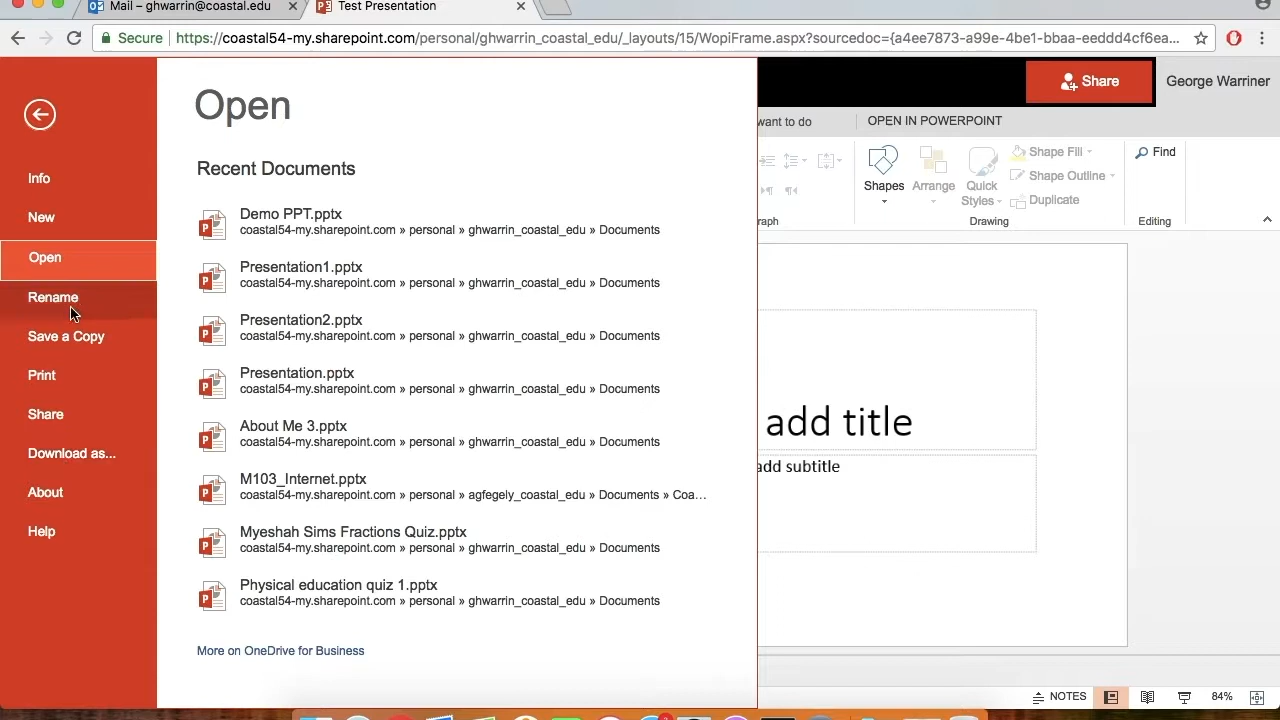 Mail – ghwarrin@coastal.edu
Test Presentation
Secure
https://coastal54-my.sharepoint.com/personal/ghwarrin_coastal_edu/_layouts/15/WopiFrame.aspx?sourcedoc={a4ee7873-a99e-4be1-bbaa-eeddd4cf6ea...
Share
George Warriner
want to do
OPEN IN POWERPOINT
Shapes
Arrange
Quick
Styles
Shape Fill
Shape Outline
Duplicate
Find
raph
Drawing
Editing
Info
New
Open
Rename
Save a Copy
Print
Share
Download as...
About
Help
Open
Recent Documents
Demo PPT.pptx
coastal54-my.sharepoint.com » personal » ghwarrin_coastal_edu » Documents
Presentation1.pptx
coastal54-my.sharepoint.com » personal » ghwarrin_coastal_edu » Documents
Presentation2.pptx
coastal54-my.sharepoint.com » personal » ghwarrin_coastal_edu » Documents
Presentation.pptx
coastal54-my.sharepoint.com » personal » ghwarrin_coastal_edu » Documents
About Me 3.pptx
coastal54-my.sharepoint.com » personal » ghwarrin_coastal_edu » Documents
M103_Internet.pptx
coastal54-my.sharepoint.com » personal » agfegely_coastal_edu » Documents » Coa...
Myeshah Sims Fractions Quiz.pptx
coastal54-my.sharepoint.com » personal » ghwarrin_coastal_edu » Documents
Physical education quiz 1.pptx
coastal54-my.sharepoint.com » personal » ghwarrin_coastal_edu » Documents
More on OneDrive for Business
add title
add subtitle
NOTES
84%